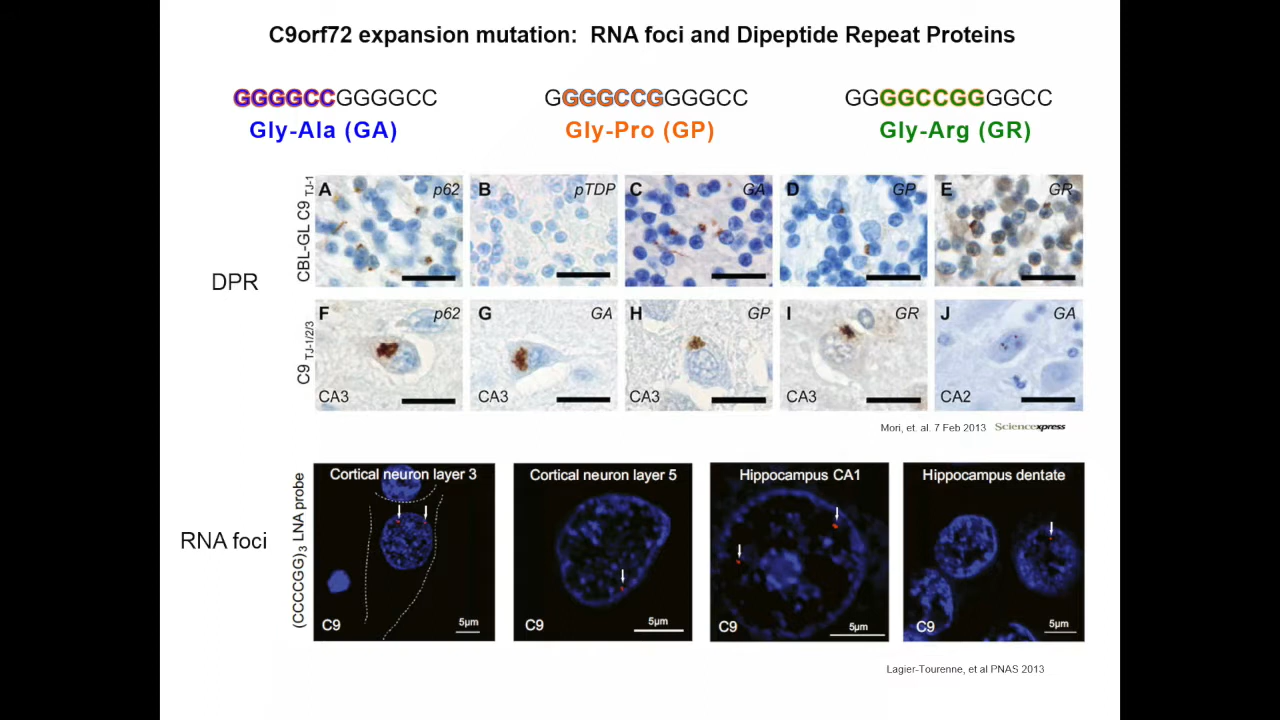 C9orf72 expansion mutation: RNA foci and Dipeptide Repeat Proteins
GGGGCCGGGGCC
Gly-Ala (GA)
GGGGCCGGGGCC
Gly-Pro (GP)
GGGGCCGGGGCC
Gly-Arg (GR)
DPR
CBL-GL C9 TJ-1
A p62
B pTDP
C GA
D GP
E GR
C9 TJ-1/2/3
F p62
CA3
G GA
CA3
H GP
CA3
I GR
CA3
J GA
CA2
Mori, et. al. 7 Feb 2013 Sciencexpress
RNA foci
(CCCCGG)3 LNA probe
Cortical neuron layer 3
C9 5μm
Cortical neuron layer 5
C9 5μm
Hippocampus CA1
C9 5μm
Hippocampus dentate
C9 5μm
Lagier-Tourenne, et al PNAS 2013